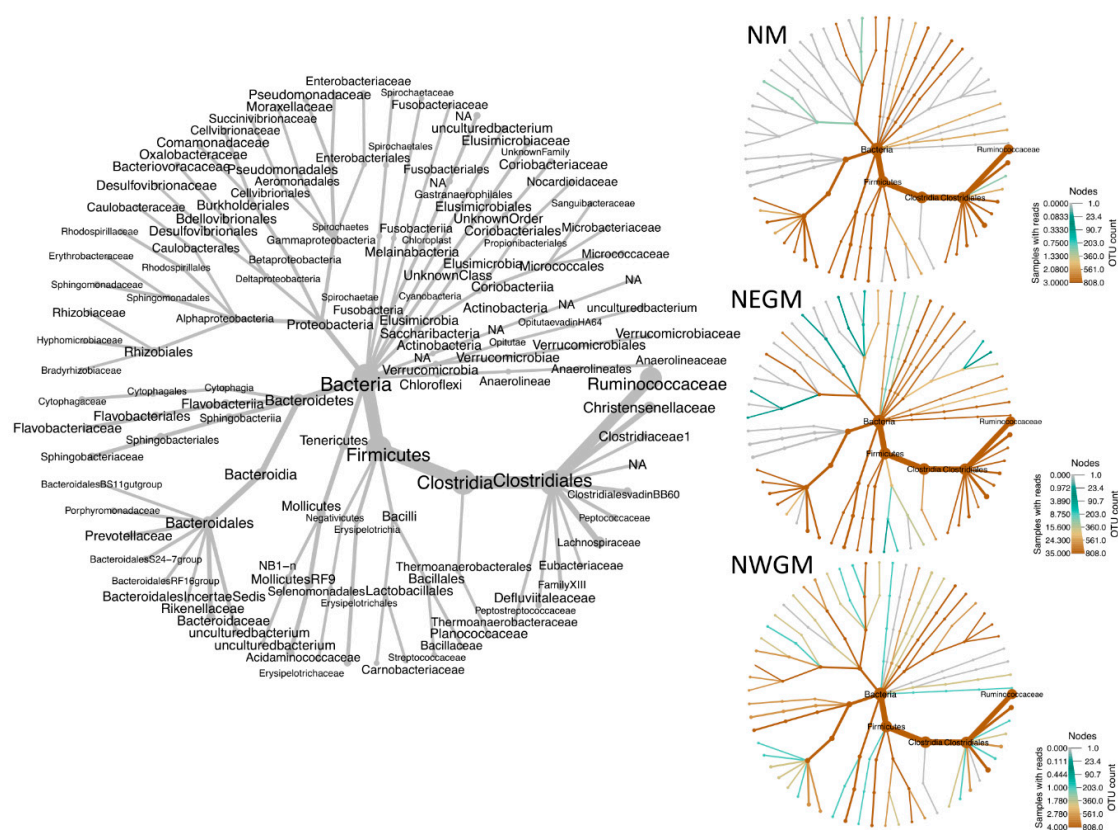 NM
NEGM
NWGM
Enterobacteriaceae
Pseudomonadaceae
Spirochaetaceae
Moraxellaceae
Fusobacteriaceae
Succinivibrionaceae
NA
Cellvibrionaceae
unculturedbacterium
Comamonadaceae
Spirochaetales
Elusimicrobiaceae
Oxalobacteraceae
Enterobacteriales
UnknownFamily
Bacteriovoracaceae
Pseudomonadales
Fusobacteriales
Coriobacteriaceae
Desulfovibrionaceae
Aeromonadales
NA
Nocardioidaceae
Cellvibrionales
Gastranaerophilales
Caulobacteraceae
Burkholderiales
Elusimicrobiales
Sanguibacteraceae
Bdellovibrionales
UnknownOrder
Rhodospirillaceae
Desulfovibrionales
Spirochaetes
Fusobacteriia
Coriobacteriales
Microbacteriaceae
Gammaproteobacteria
Chloroplast
Propionibacteriales
Caulobacterales
Melainabacteria
Micrococcaceae
Erythrobacteraceae
Betaproteobacteria
Elusimicrobia
Micrococcales
Rhodospirillales
UnknownClass
Deltaproteobacteria
NA
Sphingomonadaceae
Coriobacteriia
Sphingomonadales
Spirochaetae
Cyanobacteria
Rhizobiaceae
Fusobacteria
Actinobacteria
NA
unculturedbacterium
Alphaproteobacteria
Proteobacteria
Elusimicrobia
OpitutaevadinHA64
Saccharibacteria
NA
Verrucomicrobiaceae
Hyphomicrobiaceae
Actinobacteria
Opitutae
Verrucomicrobiales
Rhizobiales
NA
Verrucomicrobiae
Anaerolineaceae
Bradyrhizobiaceae
Verrucomicrobia
Anaerolineales
Bacteria
Chloroflexi
Anaerolineae
Ruminococcaceae
Cytophagales
Cytophagia
Cytophagaceae
Flavobacteriia
Bacteroidetes
Christensenellaceae
Flavobacteriales
Sphingobacteriia
Flavobacteriaceae
Sphingobacteriales
Tenericutes
Clostridiaceae1
Sphingobacteriaceae
Firmicutes
NA
Bacteroidia
Clostridia
Clostridiales
BacteroidalesBS11gutgroup
ClostridialesvadinBB60
Porphyromonadaceae
Mollicutes
Negativicutes
Bacilli
Peptococcaceae
Prevotellaceae
Bacteroidales
Erysipelotrichia
Lachnospiraceae
BacteroidalesS24-7group
NB1-n
Thermoanaerobacterales
Eubacteriaceae
BacteroidalesRF16group
MollicutesRF9
Bacillales
FamilyXIII
BacteroidalesIncertaeSedis
Selenomonadales
Lactobacillales
Defluviitaleaceae
Rikenellaceae
Erysipelotrichales
Peptostreptococcaceae
Bacteroidaceae
Thermoanaerobacteraceae
unculturedbacterium
Planococcaceae
unculturedbacterium
Bacillaceae
Acidaminococcaceae
Streptococcaceae
Erysipelotrichaceae
Carnobacteriaceae
Bacteria
Ruminococcaceae
Firmicutes
Clostridia Clostridiales
Nodes
0.0000 1.0
0.0833 23.4
0.3330 90.7
0.7500 203.0
1.3300 360.0
2.0800 561.0
3.0000 808.0
Samples with reads
OTU count
Bacteria
Ruminococcaceae
Firmicutes
Clostridia Clostridiales
Nodes
0.000 1.0
0.972 23.4
3.890 90.7
8.750 203.0
15.600 360.0
24.300 561.0
35.000 808.0
Samples with reads
OTU count
Bacteria
Ruminococcaceae
Firmicutes
Clostridia Clostridiales
Nodes
0.000 1.0
0.111 23.4
0.444 90.7
1.000 203.0
1.780 360.0
2.780 561.0
4.000 808.0
Samples with reads
OTU count